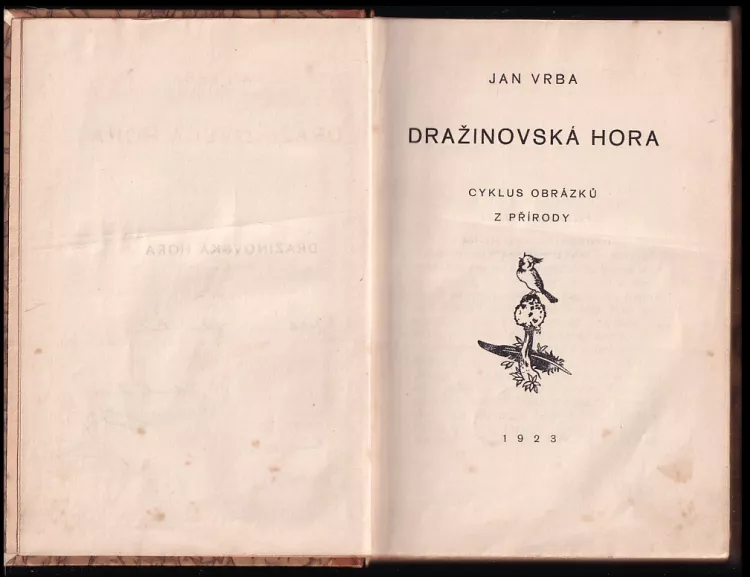 JAN VRBA
DRAŽINOVSKÁ HORA
CYKLUS OBRÁZKŮ
Z PŘÍRODY
1923